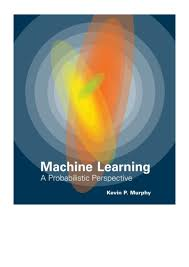 Machine Learning
A Probabilistic Perspective
Kevin P. Murphy